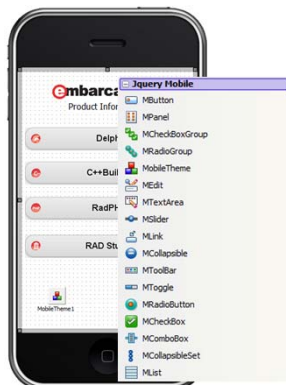 embarca
Product Infor
Delph
C++Buil
RadPH
RAD Stu
MobileTheme1
Jquery Mobile
MButton
MPanel
MCheckBoxGroup
MRadioGroup
MobileTheme
MEdit
MTextArea
MSlider
MLink
MCollapsible
MToolBar
MToggle
MRadioButton
MCheckBox
MComboBox
MCollapsibleSet
MList